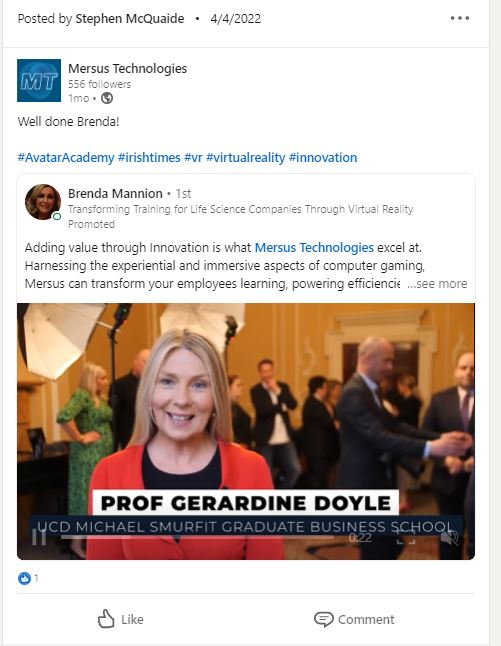 Posted by Stephen McQuaide • 4/4/2022
MT
Mersus Technologies
556 followers
1mo •
Well done Brenda!
#AvatarAcademy #irishtimes #vr #virtualreality #innovation
Brenda Mannion • 1st
Transforming Training for Life Science Companies Through Virtual Reality
Promoted
Adding value through Innovation is what Mersus Technologies excel at.
Harnessing the experiential and immersive aspects of computer gaming,
Mersus can transform your employees learning, powering efficiencie ...see more
PROF GERARDINE DOYLE
UCD MICHAEL SMURFIT GRADUATE BUSINESS SCHOOL
0:22
1
Like
Comment